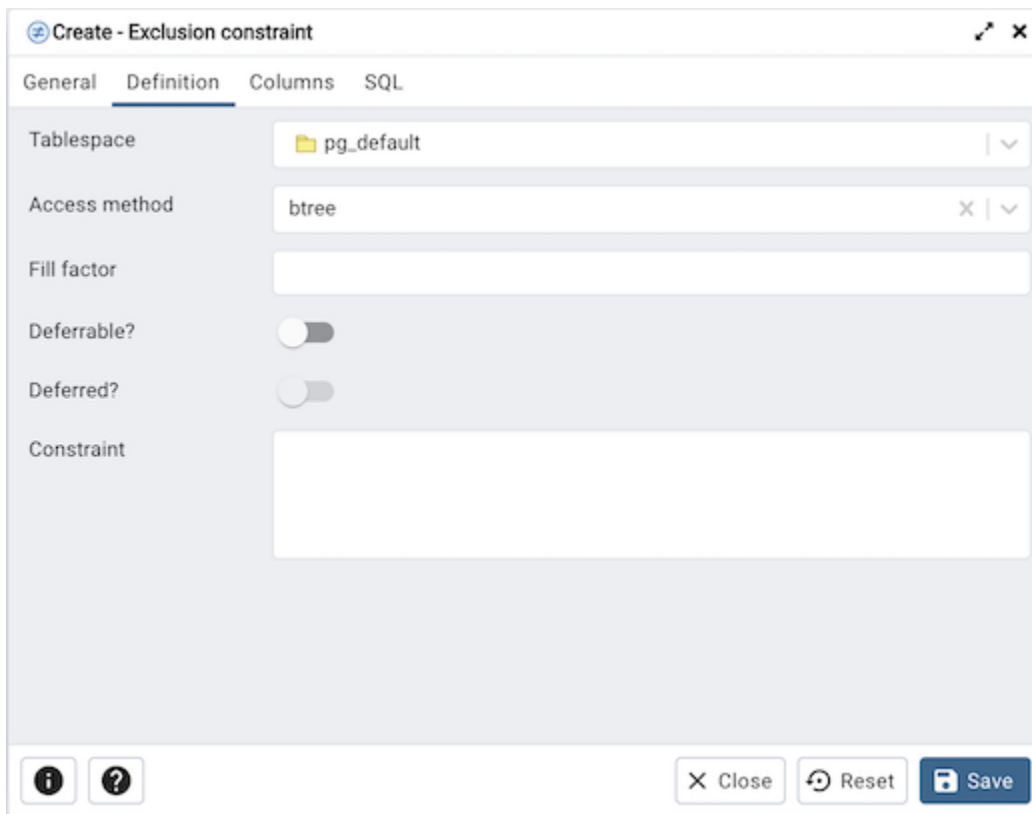 Create - Exclusion constraint
General Definition Columns SQL
Tablespace pg_default
Access method btree
Fill factor
Deferrable?
Deferred?
Constraint
Close Reset Save